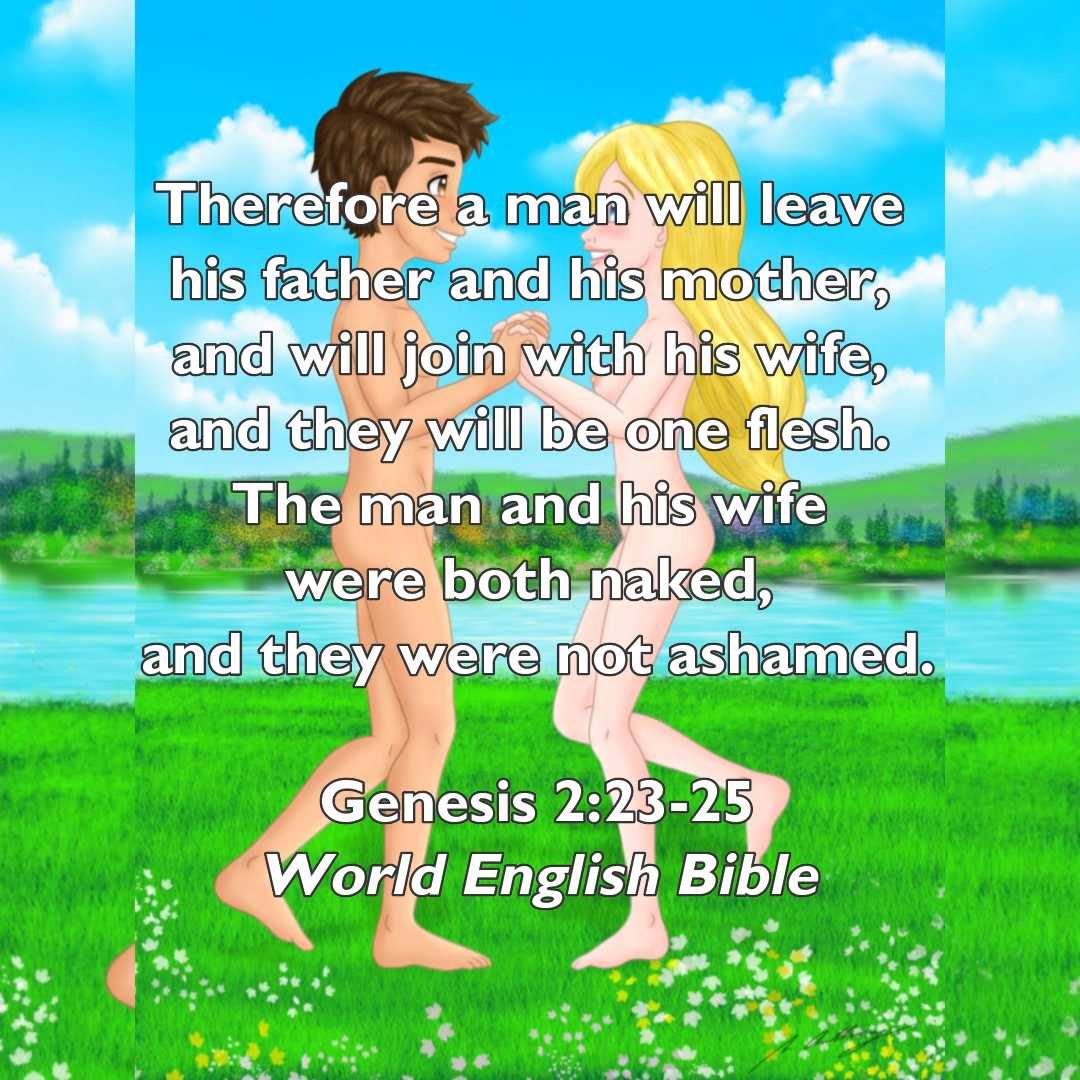 Therefore a man will leave
his father and his mother,
and will join with his wife,
and they will be one flesh.
The man and his wife
were both naked,
and they were not ashamed.
Genesis 2:23-25
World English Bible